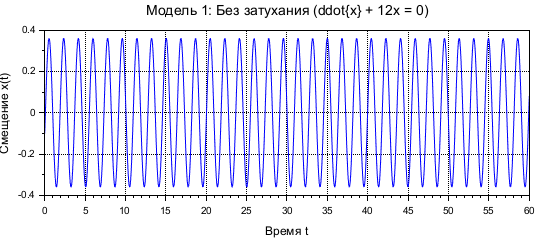 Модель 1: Без затухания (ddot{x} + 12x = 0)
0.4
0.2
0
-0.2
-0.4
Смещение x(t)
0 5 10 15 20 25 30 35 40 45 50 55 60
Время t